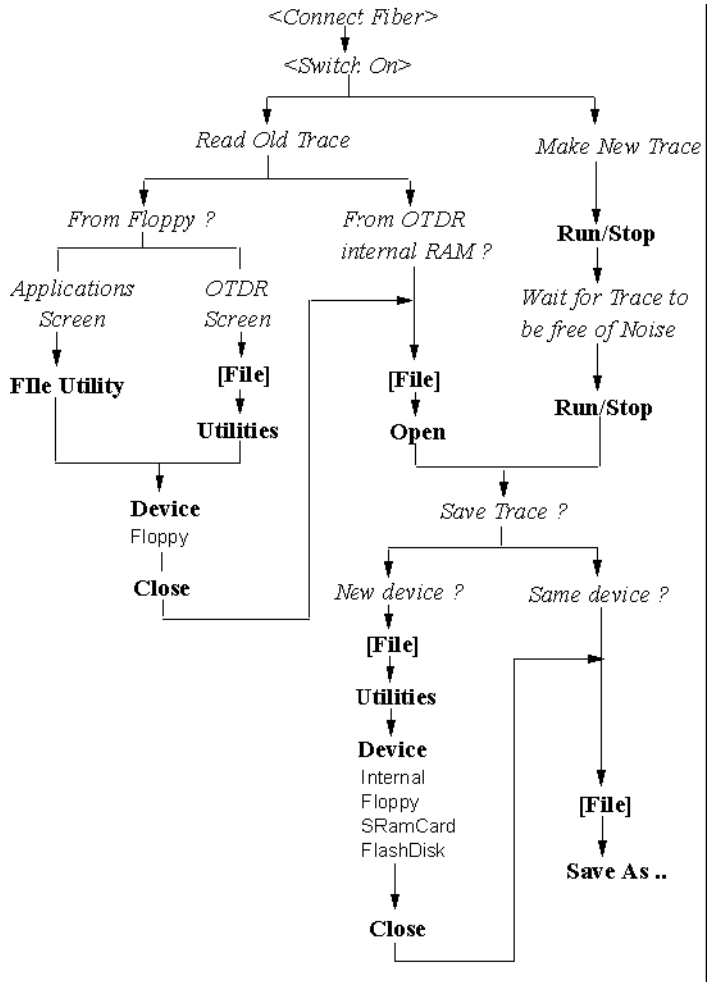 <Connect Fiber>
<Switch On>
Read Old Trace
Make New Trace
From Floppy ?
From OTDR
internal RAM ?
Run/Stop
Applications
Screen
OTDR
Screen
Wait for Trace to
be free of Noise
FIle Utility
[File]
Utilities
[File]
Open
Run/Stop
Device
Floppy
Close
Save Trace ?
New device ?
Same device ?
[File]
Utilities
Device
Internal
Floppy
SRamCard
FlashDisk
Close
[File]
Save As ..